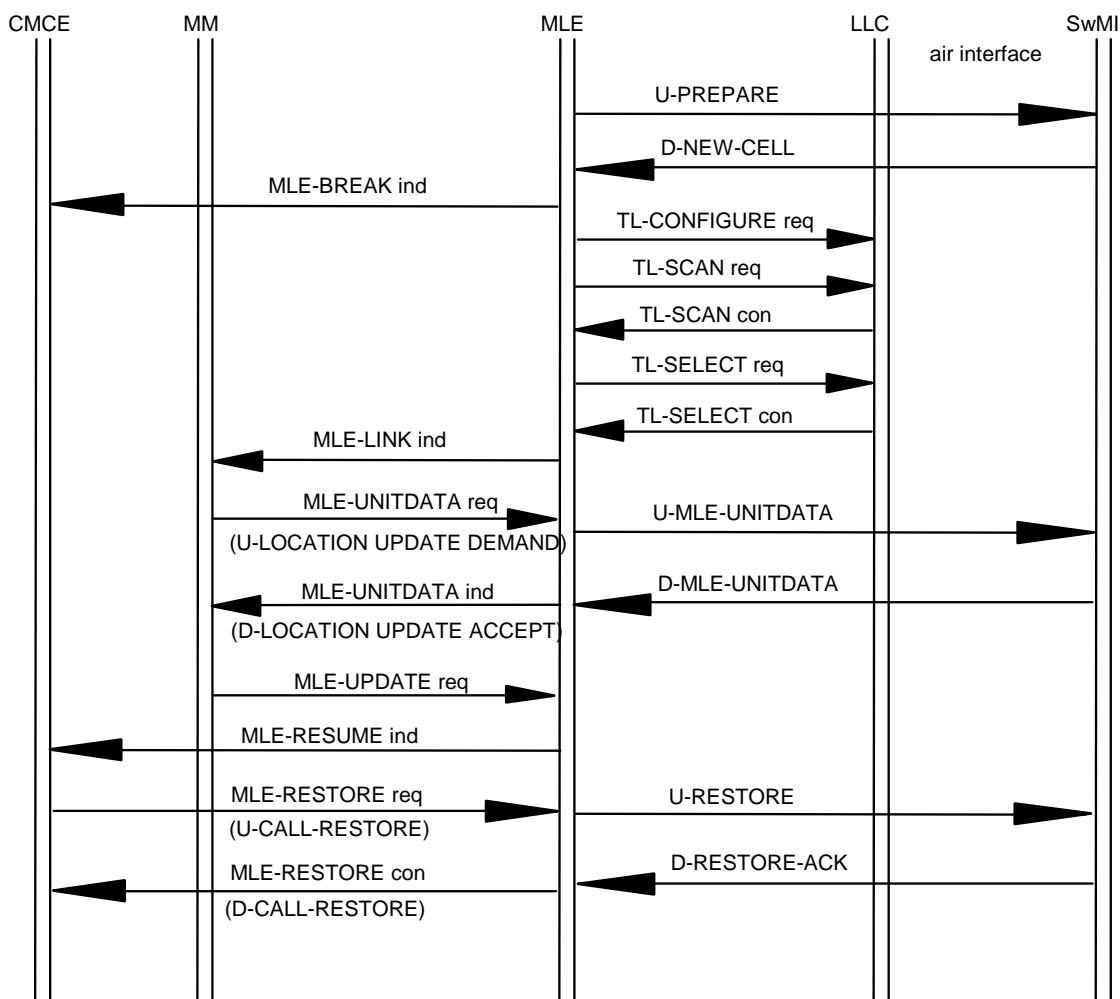 CMCE MM MLE LLC SwMI
air interface
U-PREPARE
D-NEW-CELL
MLE-BREAK ind
TL-CONFIGURE req
TL-SCAN req
TL-SCAN con
TL-SELECT req
TL-SELECT con
MLE-LINK ind
MLE-UNITDATA req U-MLE-UNITDATA
(U-LOCATION UPDATE DEMAND)
MLE-UNITDATA ind D-MLE-UNITDATA
(D-LOCATION UPDATE ACCEPT)
MLE-UPDATE req
MLE-RESUME ind
MLE-RESTORE req U-RESTORE
(U-CALL-RESTORE)
MLE-RESTORE con D-RESTORE-ACK
(D-CALL-RESTORE)